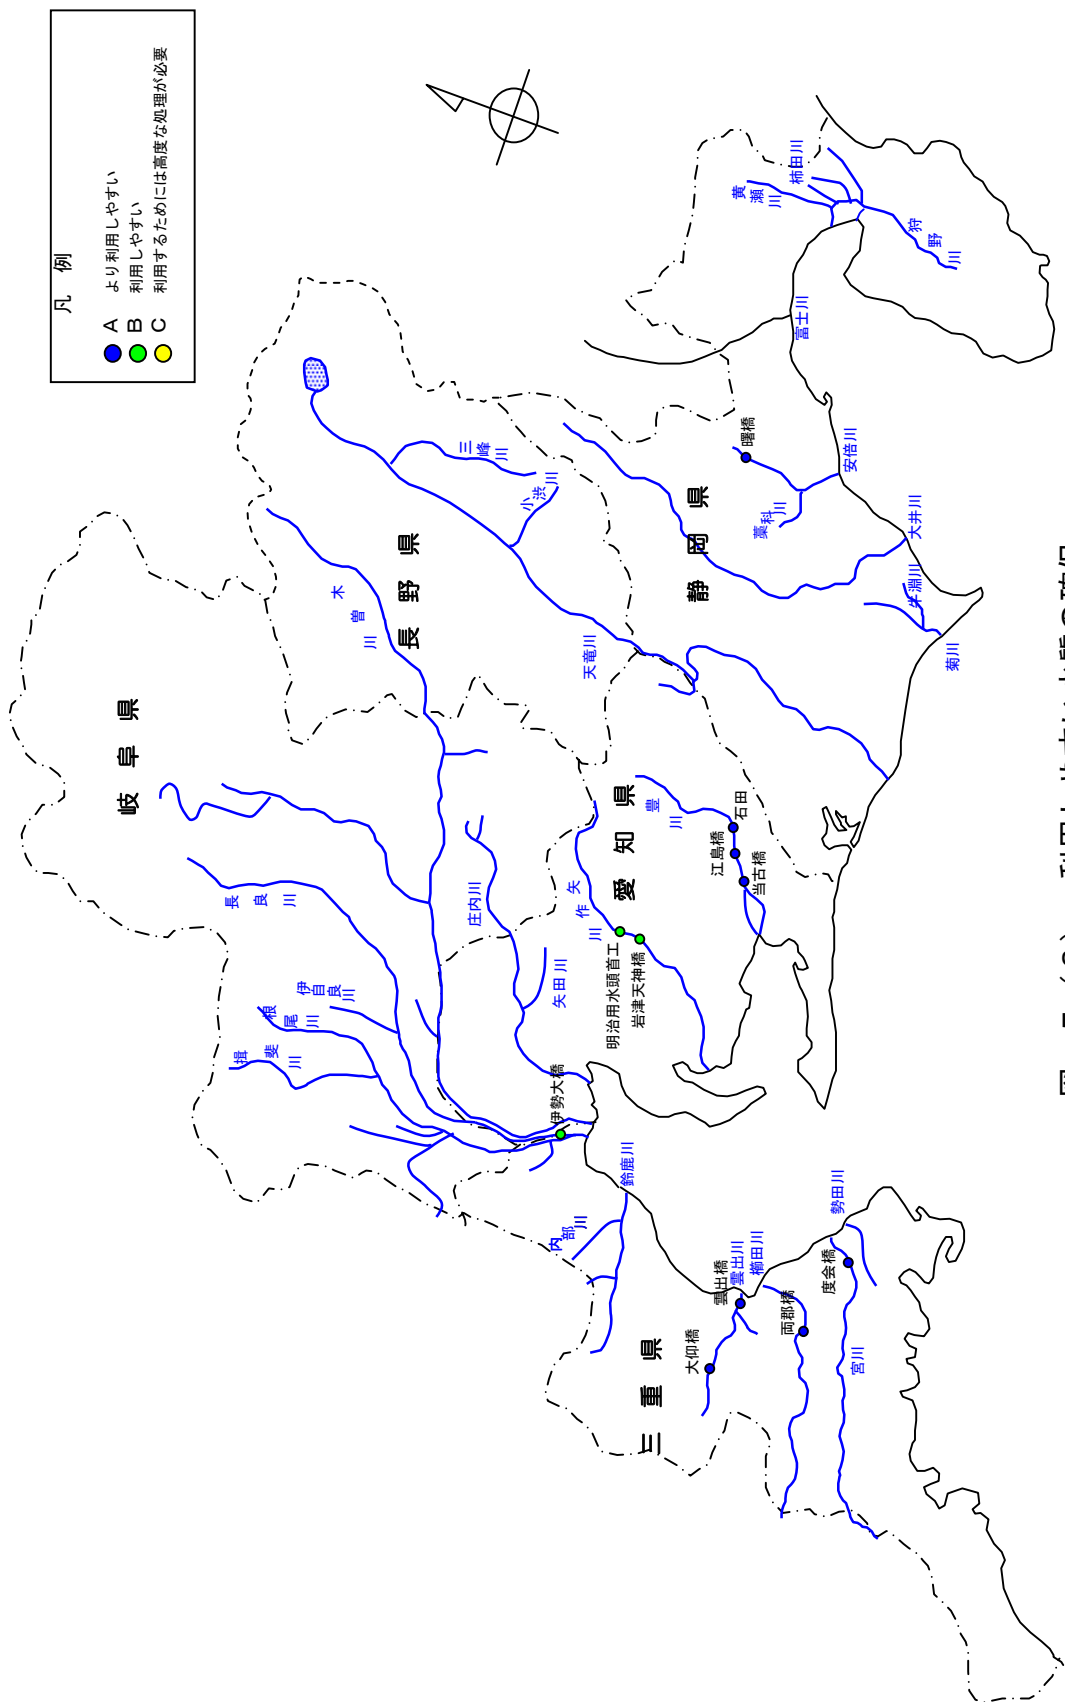 凡 例
A より利用しやすい
B 利用しやすい
C 利用するためには高度な処理が必要
岐阜県
長野県
静岡県
愛知県
三重県
黄瀬川
柿田川
狩野川
富士川
安倍川
曙橋
藁科川
大井川
牛淵川
菊川
三峰川
小渋川
天竜川
木曽川
豊川
石田
江島橋
当古橋
矢作川
明治用水頭首工
岩津天神橋
庄内川
矢田川
長良川
伊自良川
根尾川
揖斐川
伊勢大橋
鈴鹿川
内部川
雲出橋
雲出川
大仰橋
櫛田川
両郡橋
勢田川
度会橋
宮川